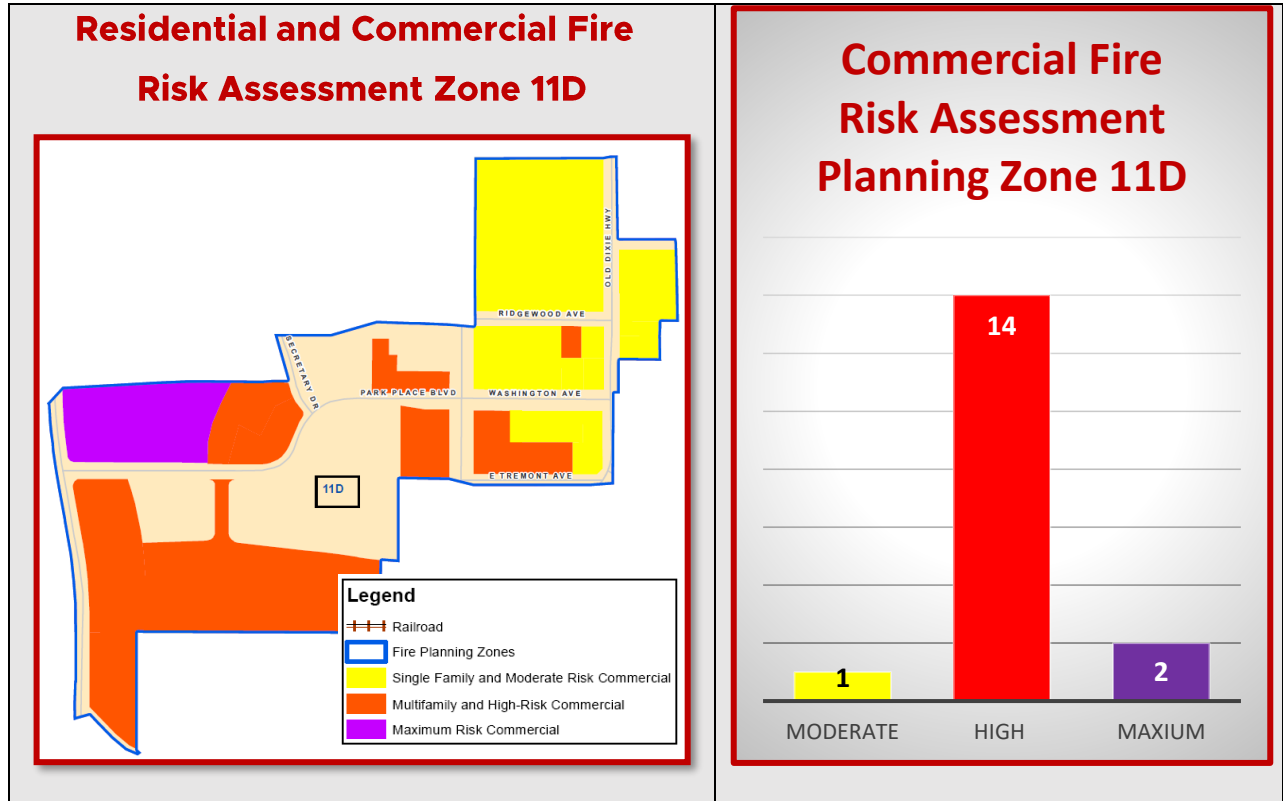 Residential and Commercial Fire
Risk Assessment Zone 11D
OLD DIXIE HWY
RIDGEWOOD AVE
SECRETARY DR
PARK PLACE BLVD
WASHINGTON AVE
E TREMONT AVE
11D
Legend
Railroad
Fire Planning Zones
Single Family and Moderate Risk Commercial
Multifamily and High-Risk Commercial
Maximum Risk Commercial
Commercial Fire
Risk Assessment
Planning Zone 11D
14
1
2
MODERATE
HIGH
MAXIUM